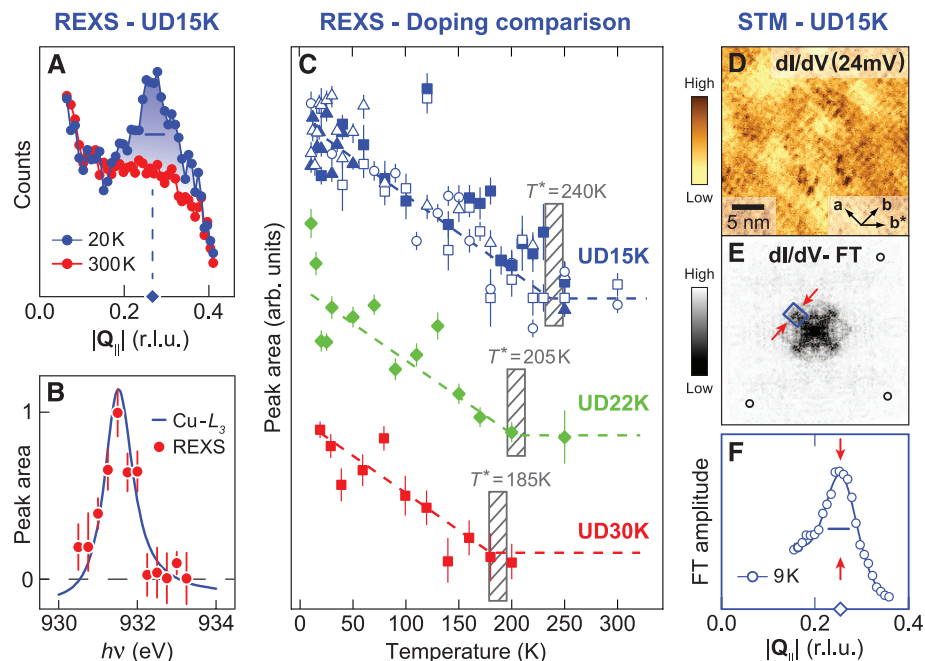 REXS - UD15K
REXS - Doping comparison
STM - UD15K
A
Counts
20 K
300 K
0.0
0.2
0.4
|Q||| (r.l.u.)
B
Peak area
1
0
Cu-L3
REXS
930
932
934
hν (eV)
C
Peak area (arb. units)
T*=240K
UD15K
T*=205K
UD22K
T*=185K
UD30K
0
50
100
150
200
250
300
Temperature (K)
High
Low
D
dI/dV (24mV)
5 nm
a
b
b*
High
Low
E
dI/dV- FT
F
FT amplitude
9 K
0.0
0.2
0.4
|Q||| (r.l.u.)